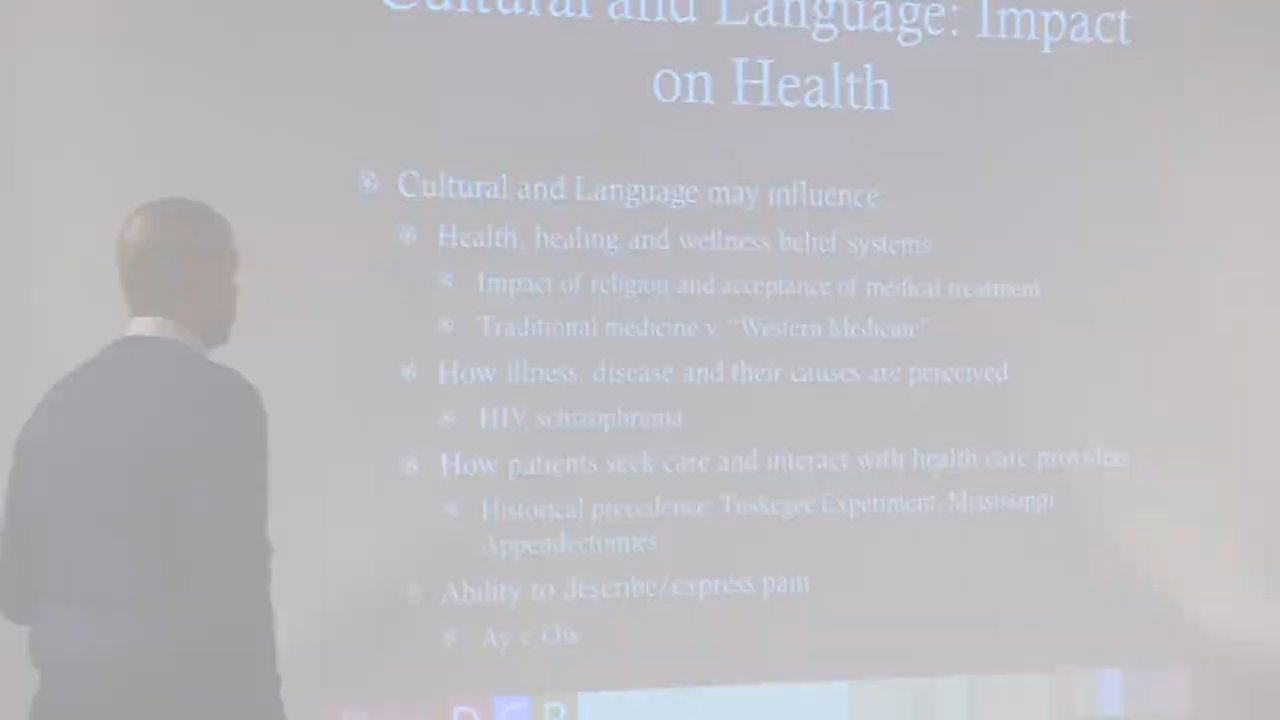 Cultural and Language: Impact
on Health
Cultural and Language may influence...
Health, healing and wellness belief systems
Impact of religion and acceptance of medical treatment
Traditional medicine v. "Western Medicine"
How illness, disease and their causes are perceived
HIV, schizophrenia
How patients seek care and interact with health care providers
Historical precedence: Tuskegee Experiment, Mississippi
Appendectomies
Ability to describe/express pain
Ay v. Ow